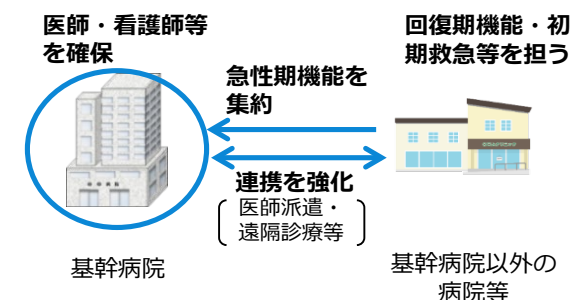 医師・看護師等
を確保
回復期機能・初
期救急等を担う
急性期機能を
集約
連携を強化
医師派遣・
遠隔診療等
基幹病院
基幹病院以外の
病院等